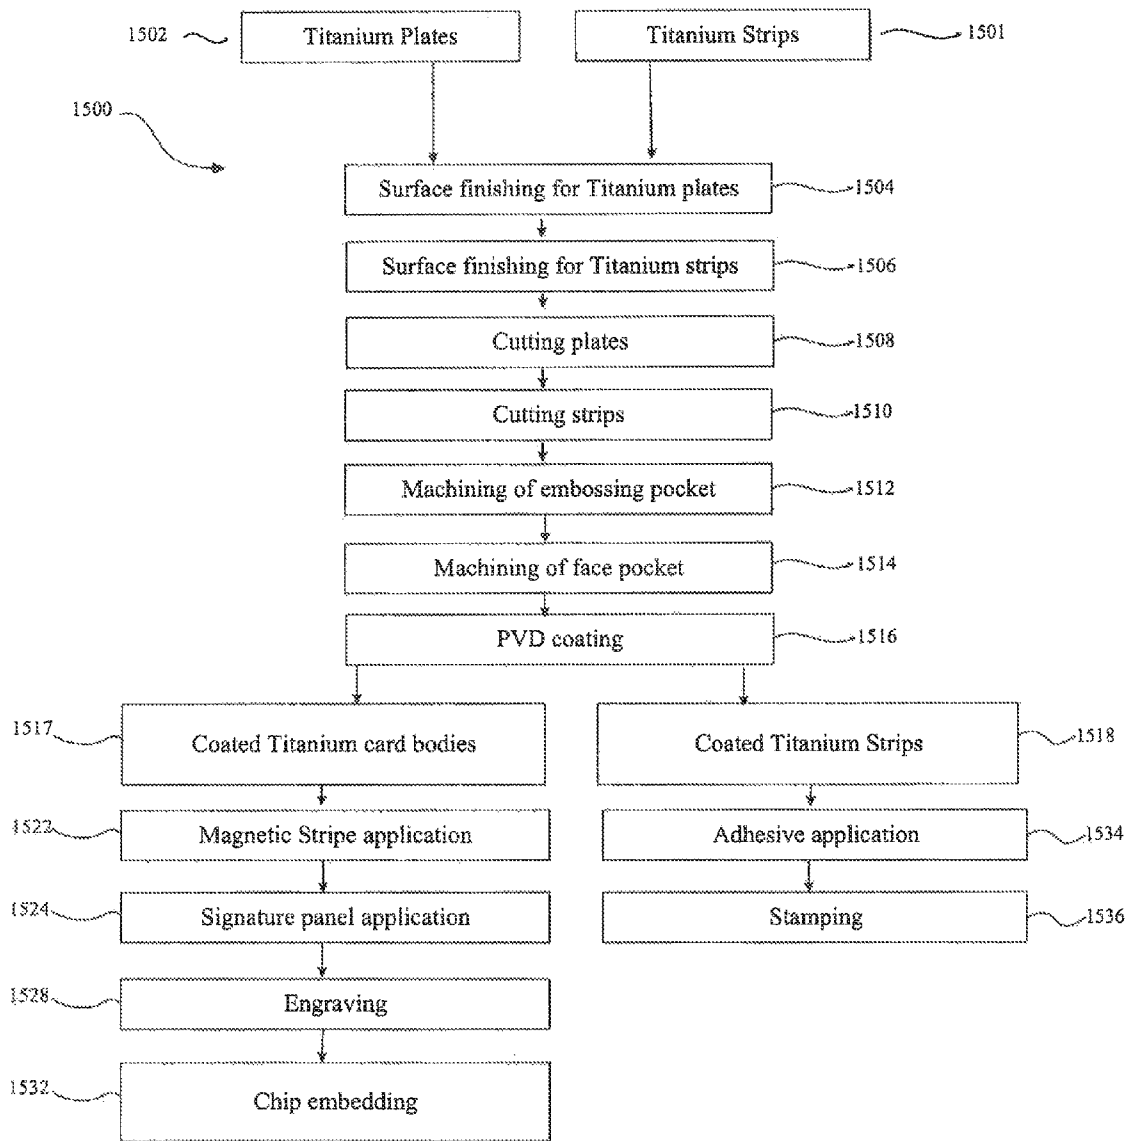 1502
Titanium Plates
Titanium Strips
1501
1500
Surface finishing for Titanium plates
1504
Surface finishing for Titanium strips
1506
Cutting plates
1508
Cutting strips
1510
Machining of embossing pocket
1512
Machining of face pocket
1514
PVD coating
1516
1517
Coated Titanium card bodies
Coated Titanium Strips
1518
1522
Magnetic Stripe application
Adhesive application
1534
1524
Signature panel application
Stamping
1536
1528
Engraving
1532
Chip embedding